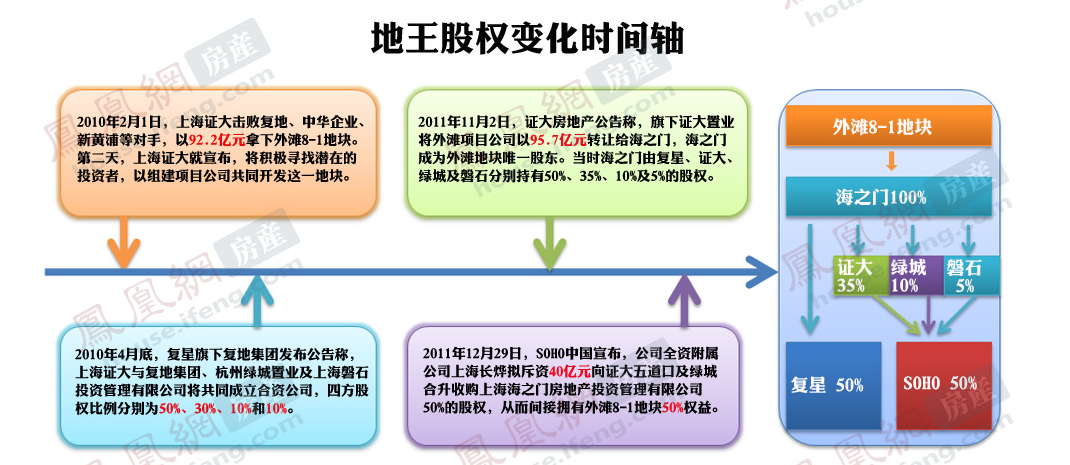 地王股权变化时间轴
2010年2月1日，上海证大击败复地、中华企业、
新黄浦等对手，以92.2亿元拿下外滩8-1地块。
第二天，上海证大就宣布，将积极寻找潜在的
投资者，以组建项目公司共同开发这一地块。
2011年11月2日，证大房地产公告称，旗下证大置业
将外滩项目公司以95.7亿元转让给海之门，海之门
成为外滩地块唯一股东。当时海之门由复星、证大、
绿城及磐石分别持有50%、35%、10%及5%的股权。
2010年4月底，复星旗下复地集团发布公告称，
上海证大与复地集团、杭州绿城置业及上海磐石
投资管理有限公司将共同成立合资公司，四方股
权比例分别为50%、30%、10%和10%。
2011年12月29日，SOHO中国宣布，公司全资附属
公司上海长烨拟斥资40亿元向证大五道口及绿城
合升收购上海海之门房地产投资管理有限公司
50%的股权，从而间接拥有外滩8-1地块50%权益。
外滩8-1地块
海之门100%
证大
35%
绿城
10%
磐石
5%
复星 50%
SOHO 50%
鳳凰網房產
house.ifeng.com